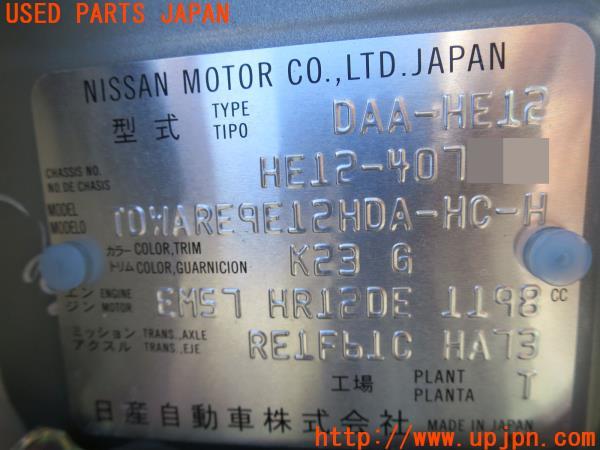 USED PARTS JAPAN
NISSAN MOTOR CO.,LTD.JAPAN
型式 TYPE TIPO DAA-HE12
CHASSIS NO. NO.DE CHASIS HE12-407
MODEL MODELO TDWARE9E12HDA-HC-H
カラー COLOR,TRIM トリム COLOR,GUARNICION K23 G
エンジン ENGINE MOTOR EM57 HR12DE 1198 CC
ミッション TRANS.,AXLE アクスル TRANS.,EJE RE1F61C HA73
工場 PLANT PLANTA T
日産自動車株式会社 MADE IN JAPAN
http://www.upjpn.com/